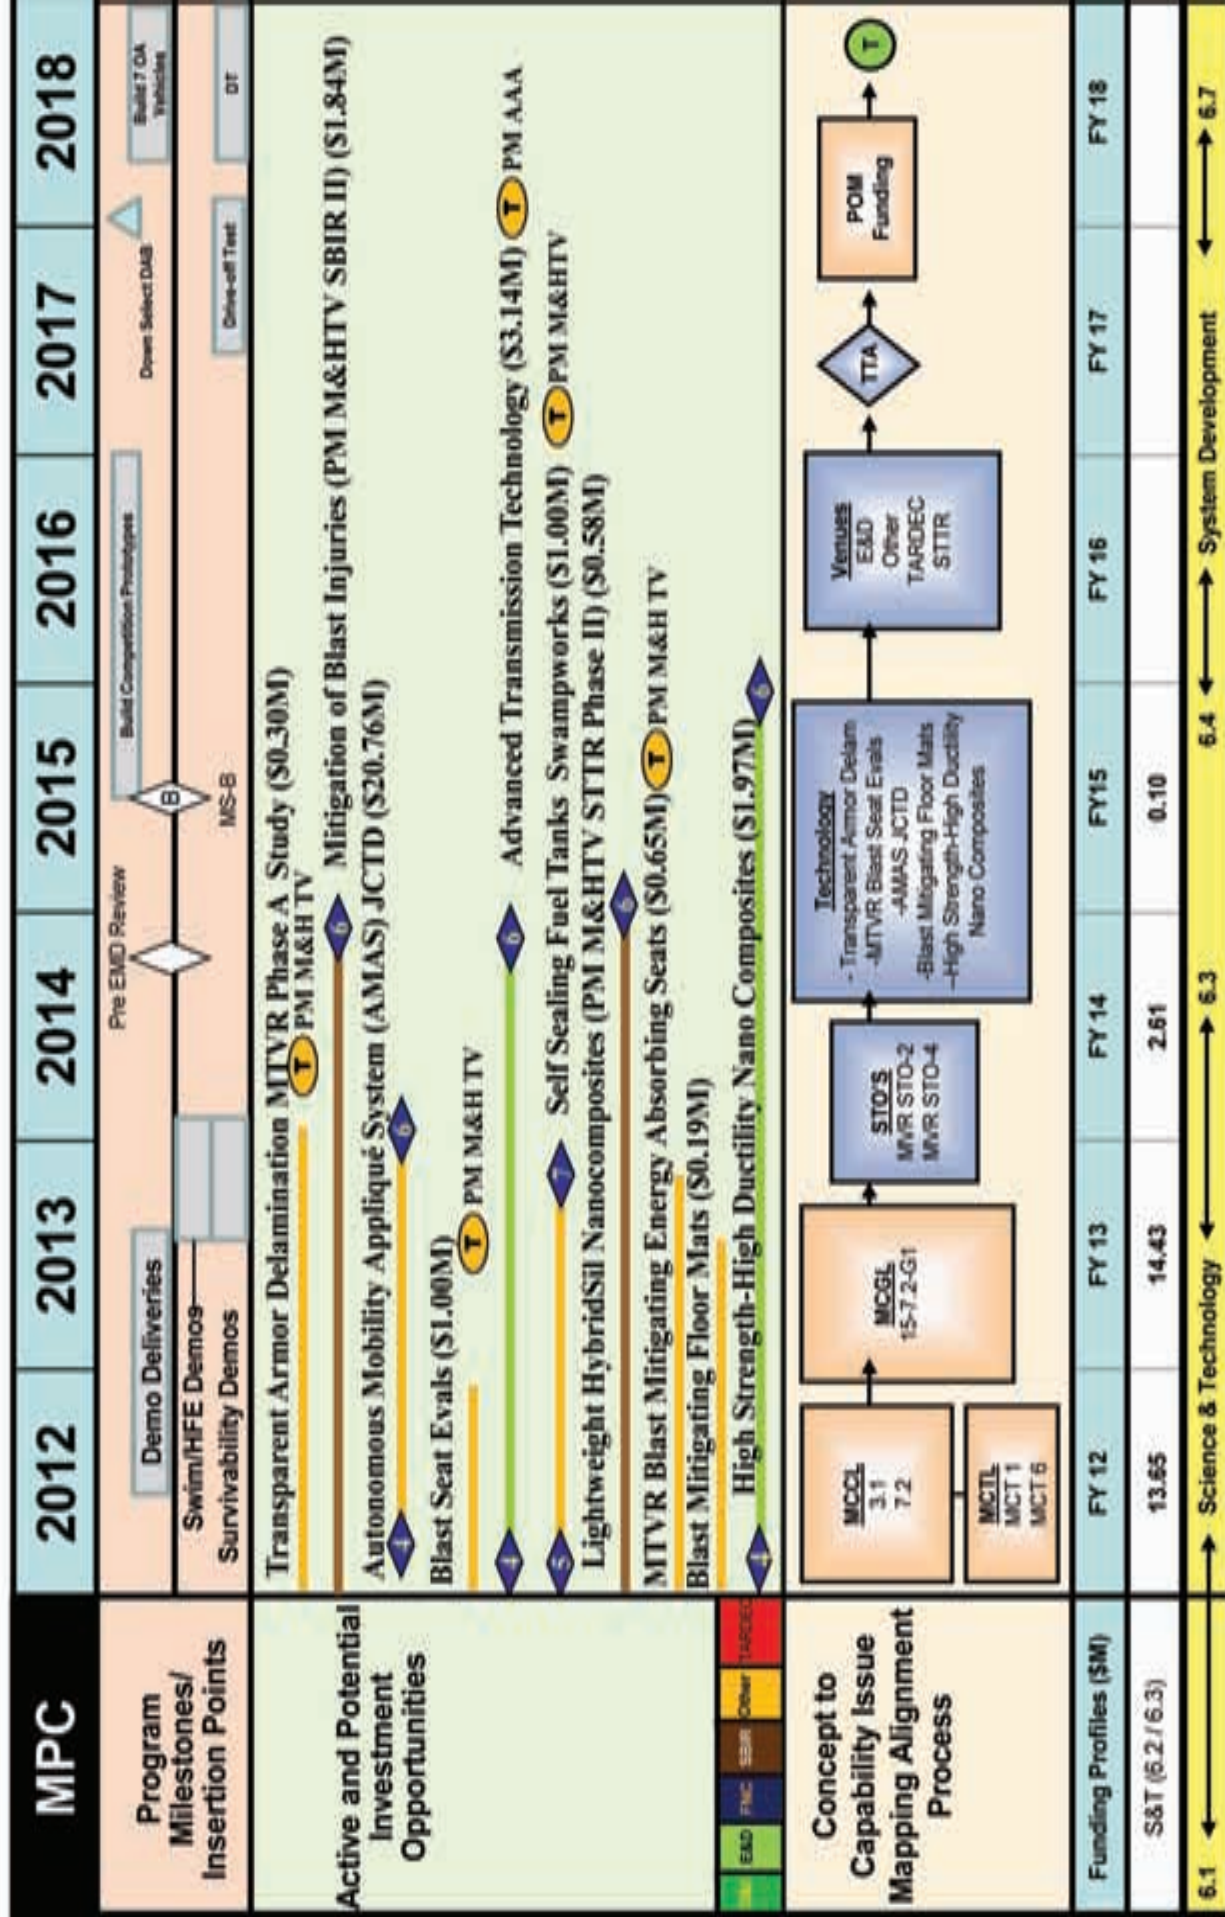 MPC
2012
2013
2014
2015
2016
2017
2018
Program
Milestones/
Insertion Points
Demo Deliveries
Swim/HFE Demos
Survivability Demos
Pre EMD Review
B
MS-B
Build Competition Prototypes
Down Select DAB
Drive-off Test
Build 7 OA
Vehicles
DT
Active and Potential
Investment
Opportunities
Transparent Armor Delamination MTVR Phase A Study ($0.30M)
T PM M&H TV
6 Mitigation of Blast Injuries (PM M&HTV SBIR II) ($1.84M)
Autonomous Mobility Appliqué System (AMAS) JCTD ($20.76M)
4
6
Blast Seat Evals ($1.00M)
T PM M&H TV
4
6 Advanced Transmission Technology ($3.14M) T PM AAA
5
7 Self Sealing Fuel Tanks Swampworks ($1.00M) T PM M&HTV
Lightweight HybridSil Nanocomposites (PM M&HTV STTR Phase II) ($0.58M)
6
MTVR Blast Mitigating Energy Absorbing Seats ($0.65M) T PM M&H TV
Blast Mitigating Floor Mats ($0.19M)
High Strength-High Ductility Nano Composites ($1.97M)
4
6
E&D
FNC
SBIR
Other
TARDEC
Concept to
Capability Issue
Mapping Alignment
Process
MCCL
3.1
7.2
MCTL
MCT 1
MCT 6
MCGL
15-7.2-G1
STO'S
MVR STO-2
MVR STO-4
Technology
- Transparent Armor Delam
-MTVR Blast Seat Evals
-AMAS JCTD
-Blast Mitigating Floor Mats
-High Strength-High Ductility
Nano Composites
Venues
E&D
Other
TARDEC
STTR
TTA
POM
Funding
T
Funding Profiles ($M)
FY 12
FY 13
FY 14
FY15
FY 16
FY 17
FY 18
S&T (6.2 / 6.3)
13.65
14.43
2.61
0.10
6.1
Science & Technology
6.3
6.4
System Development
6.7